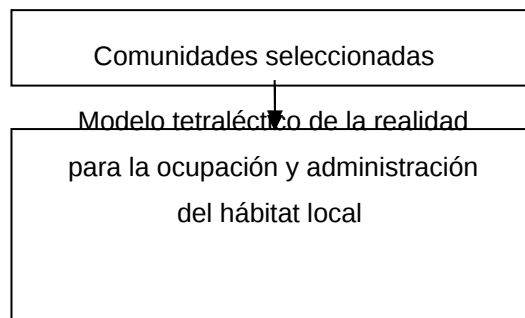 Comunidades seleccionadas
Modelo tetraléctico de la realidad
para la ocupación y administración
del hábitat local